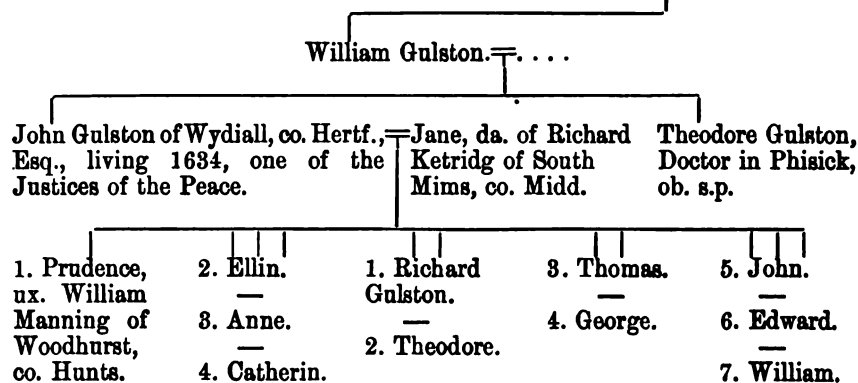 William Gulston.=. . . .
John Gulston of Wydiall, co. Hertf.,=
Esq., living 1634, one of the
Justices of the Peace.
Jane, da. of Richard
Ketridg of South
Mims, co. Midd.
Theodore Gulston,
Doctor in Phisick,
ob. s.p.
1. Prudence,
ux. William
Manning of
Woodhurst,
co. Hunts.
2. Ellin.
—
3. Anne.
—
4. Catherin.
1. Richard
Gulston.
—
2. Theodore.
3. Thomas.
—
4. George.
5. John.
—
6. Edward.
—
7. William.